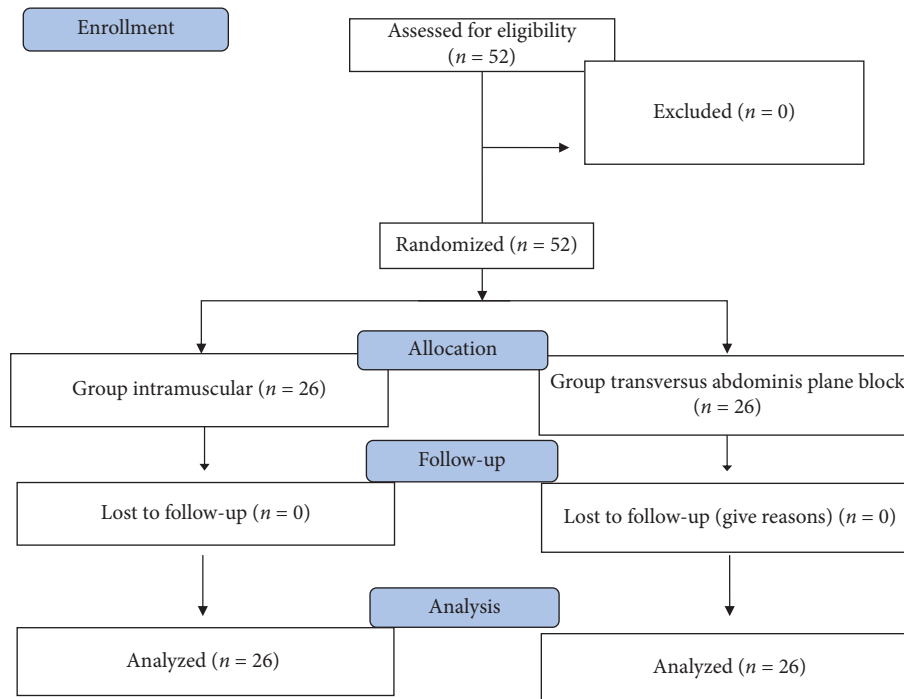 Enrollment
Assessed for eligibility
(n = 52)
Excluded (n = 0)
Randomized (n = 52)
Allocation
Group intramuscular (n = 26)
Group transversus abdominis plane block
(n = 26)
Follow-up
Lost to follow-up (n = 0)
Lost to follow-up (give reasons) (n = 0)
Analysis
Analyzed (n = 26)
Analyzed (n = 26)